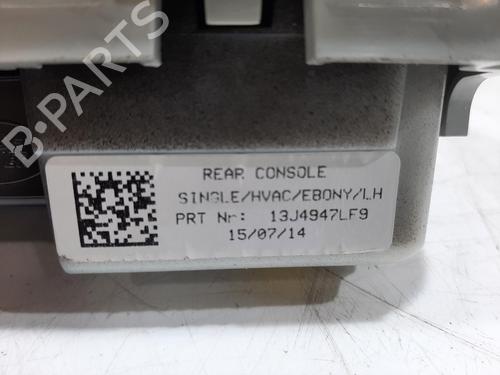 B-PARTS
REAR CONSOLE
SINGLE/HVAC/EBONY/LH
PRT Nr: 13J4947LF9
15/07/14